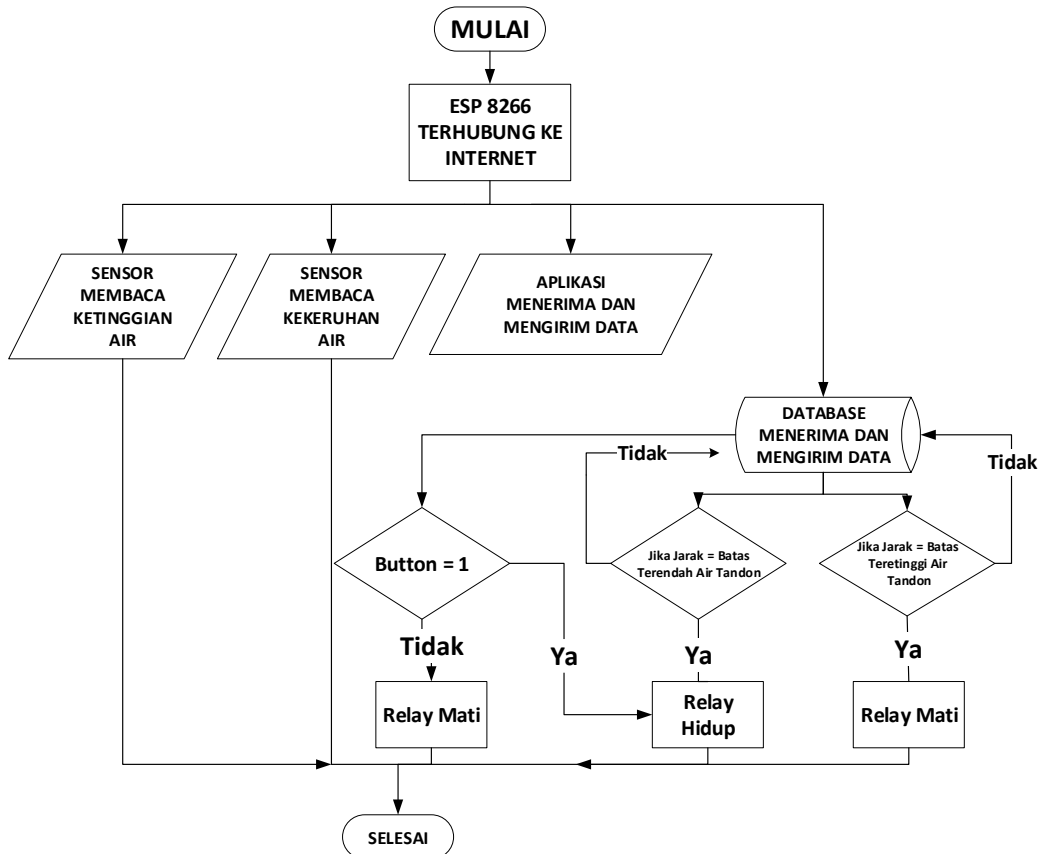 MULAI
ESP 8266
TERHUBUNG KE
INTERNET
SENSOR
MEMBACA
KETINGGIAN
AIR
SENSOR
MEMBACA
KEKERUHAN
AIR
APLIKASI
MENERIMA DAN
MENGIRIM DATA
DATABASE
MENERIMA DAN
MENGIRIM DATA
Tidak
Tidak
Button = 1
Jika Jarak = Batas
Terendah Air Tandon
Jika Jarak = Batas
Teretinggi Air
Tandon
Tidak
Ya
Ya
Ya
Relay Mati
Relay
Hidup
Relay Mati
SELESAI